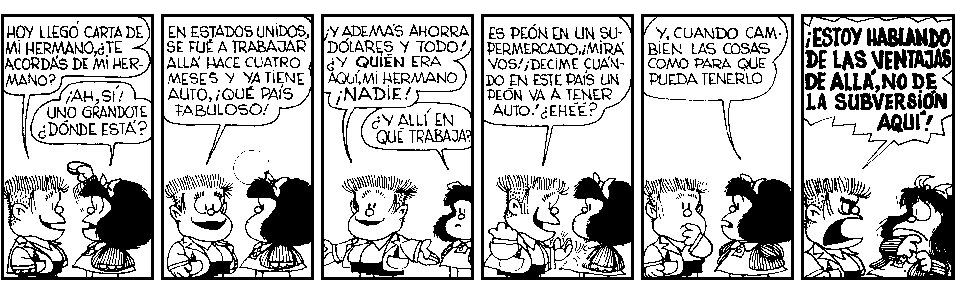 HOY LLEGÓ CARTA DE
MI HERMANO,¿TE
ACORDÁS DE MI HER-
MANO?
¡AH,SÍ!
UNO GRANDOTE
¿DÓNDE ESTÁ?
EN ESTADOS UNIDOS,
SE FUÉ A TRABAJAR
ALLÁ HACE CUATRO
MESES Y YA TIENE
AUTO, ¡QUÉ PAÍS
FABULOSO!
¡Y ADEMÁS AHORRA
DÓLARES Y TODO!
¿Y QUIÉN ERA
AQUÍ,MI HERMANO
¡NADIE!
¿Y ALLÍ EN
QUÉ TRABAJA?
ES PEÓN EN UN SU-
PERMERCADO,¡MIRÁ
VOS!¡DECIME CUÁN-
DO EN ESTE PAÍS UN
PEÓN VA A TENER
AUTO!¿EHEÉ?
Y, CUANDO CAM-
BIEN LAS COSAS
COMO PARA QUE
PUEDA TENERLO
¡ESTOY HABLANDO
DE LAS VENTAJAS
DE ALLÁ, NO DE
LA SUBVERSIÓN
AQUÍ!